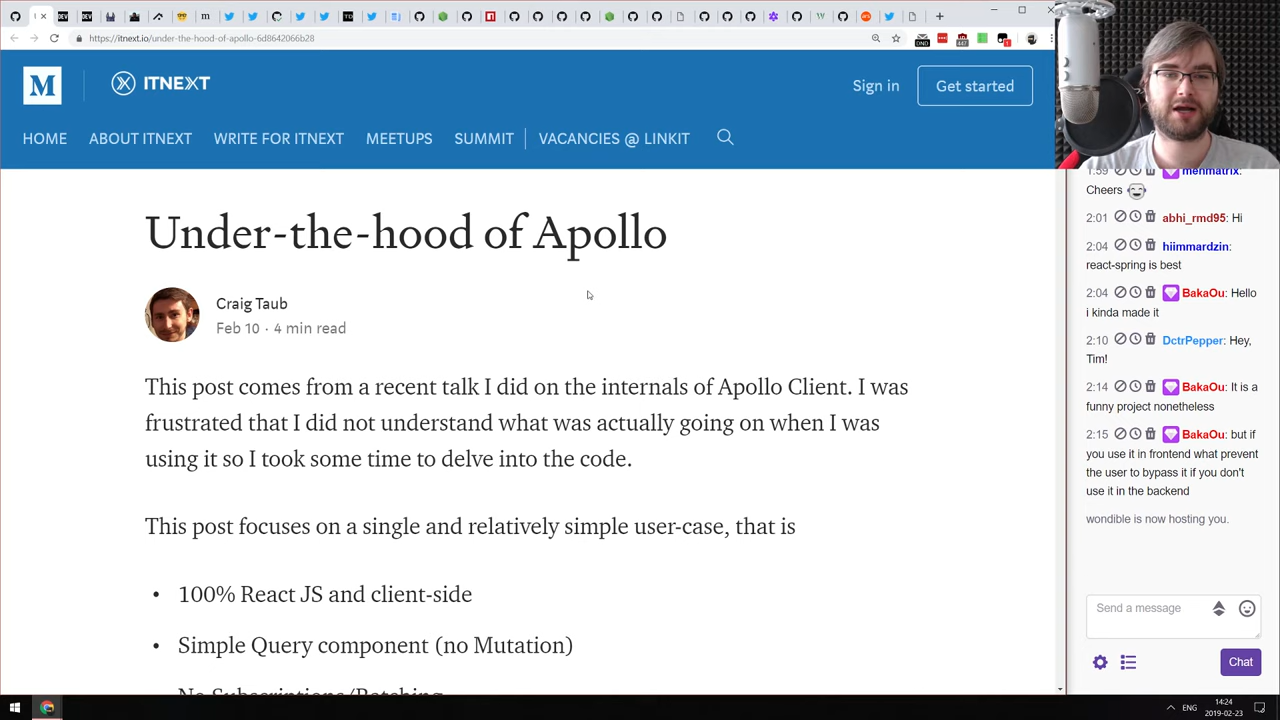 https://itnext.io/under-the-hood-of-apollo-6d8642066b28
M
ITNEXT
Sign in
Get started
HOME
ABOUT ITNEXT
WRITE FOR ITNEXT
MEETUPS
SUMMIT
VACANCIES @ LINKIT
Under-the-hood of Apollo
Craig Taub
Feb 10 · 4 min read
This post comes from a recent talk I did on the internals of Apollo Client. I was
frustrated that I did not understand what was actually going on when I was
using it so I took some time to delve into the code.
This post focuses on a single and relatively simple user-case, that is
• 100% React JS and client-side
• Simple Query component (no Mutation)
No Subscriptions/Batching
1:59 menmatrix:
Cheers
2:01 abhi_rmd95: Hi
2:04 hiimmardzin:
react-spring is best
2:04 BakaOu: Hello
i kinda made it
2:10 DctrPepper: Hey,
Tim!
2:14 BakaOu: It is a
funny project nonetheless
2:15 BakaOu: but if
you use it in frontend what prevent
the user to bypass it if you don't
use it in the backend
wondible is now hosting you.
Send a message
Chat
ENG
14:24
2019-02-23